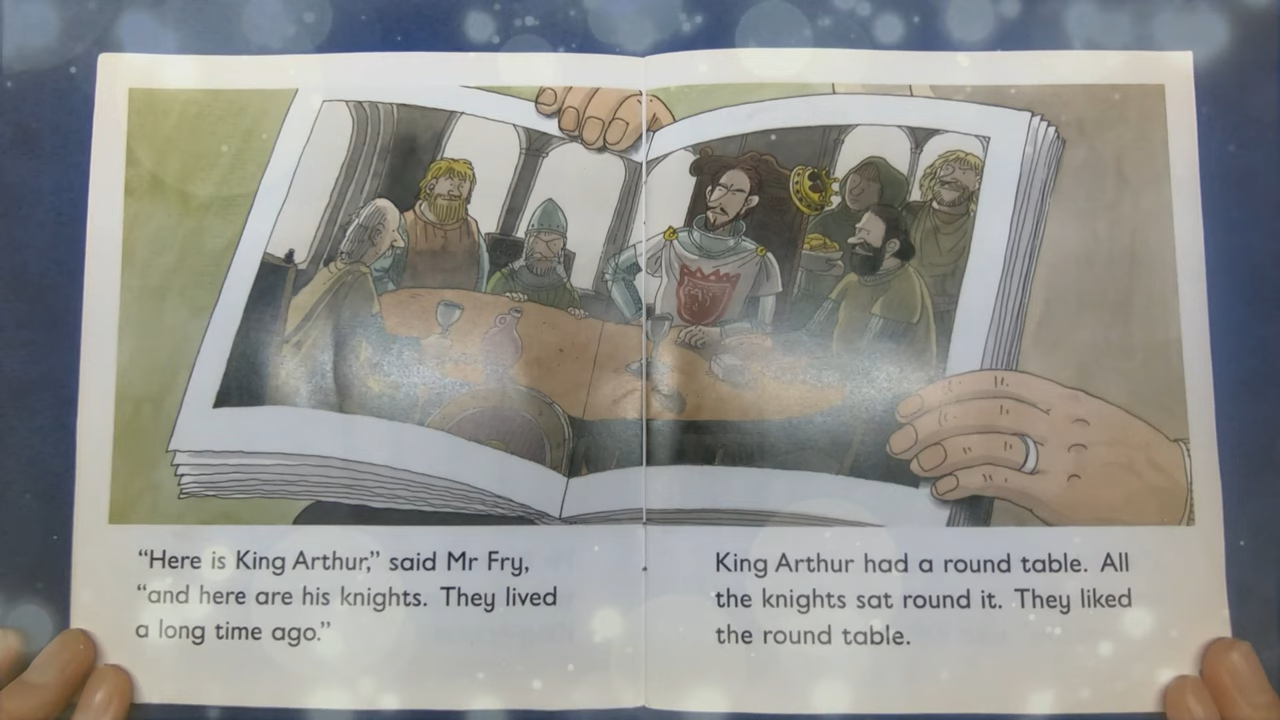 “Here is King Arthur,” said Mr Fry,
“and here are his knights. They lived
a long time ago.”
King Arthur had a round table. All
the knights sat round it. They liked
the round table.